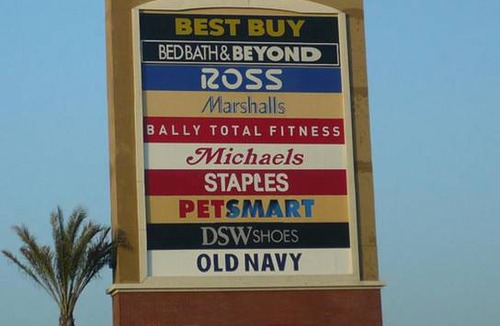 BEST BUY
BED BATH & BEYOND
ROSS
Marshalls
BALLY TOTAL FITNESS
Michaels
STAPLES
PETSMART
DSW SHOES
OLD NAVY